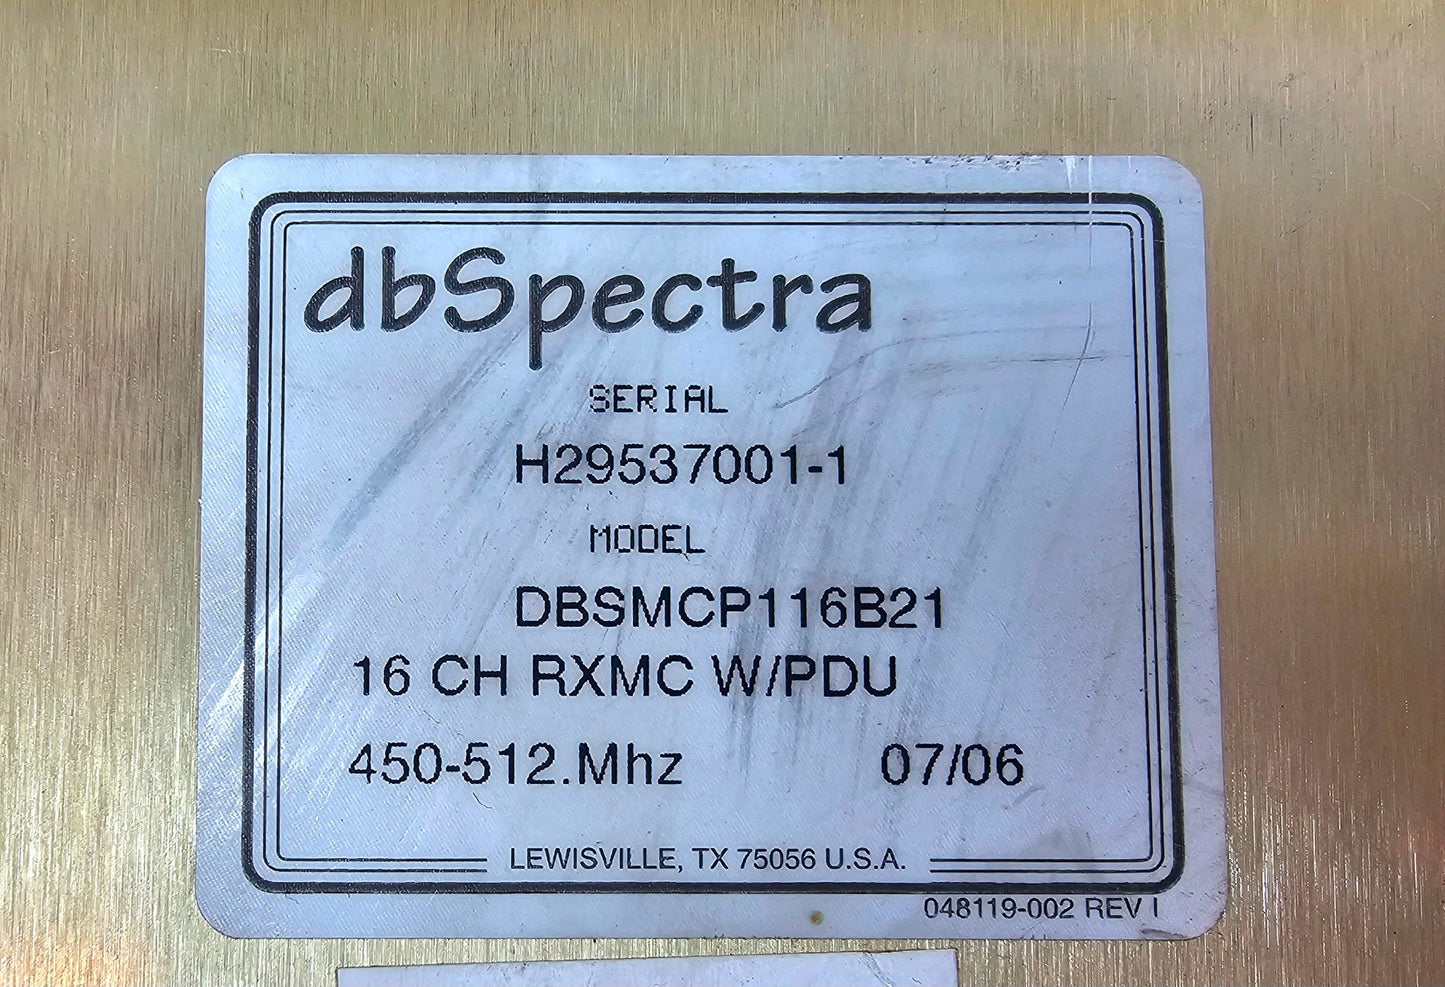 dbSpectra
SERIAL
H29537001-1
MODEL
DBSMCP116B21
16 CH RXMC W/PDU
450-512.Mhz 07/06
LEWISVILLE, TX 75056 U.S.A.
048119-002 REV I